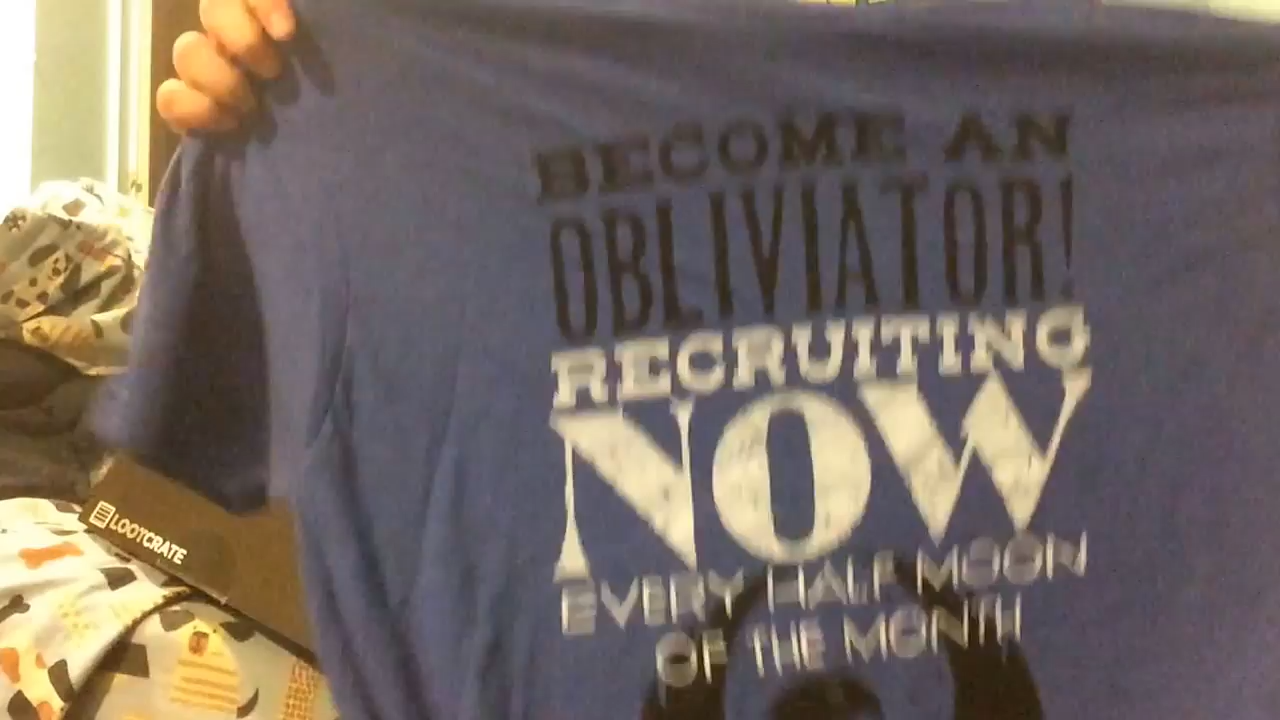 BECOME AN
OBLIVIATOR!
RECRUITING
NOW
EVERY HALF MOON
OF THE MONTH
LOOTCRATE